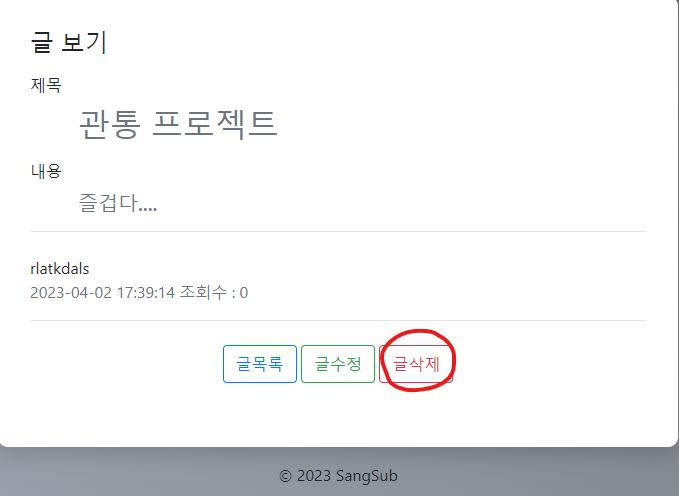 글 보기
제목
관통 프로젝트
내용
즐겁다....
rlatkdals
2023-04-02 17:39:14 조회수 : 0
글목록 글수정 글삭제
© 2023 SangSub